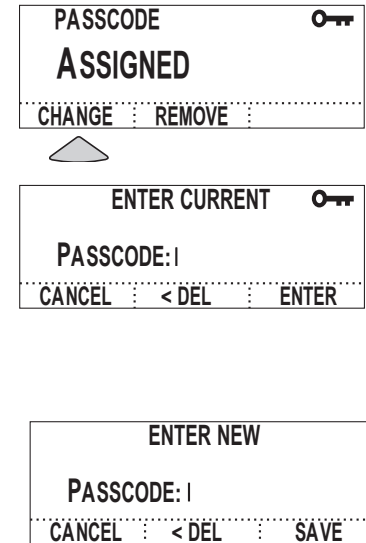 PASSCODE
ASSIGNED
CHANGE REMOVE
ENTER CURRENT
PASSCODE:
CANCEL < DEL ENTER
ENTER NEW
PASSCODE:
CANCEL < DEL SAVE